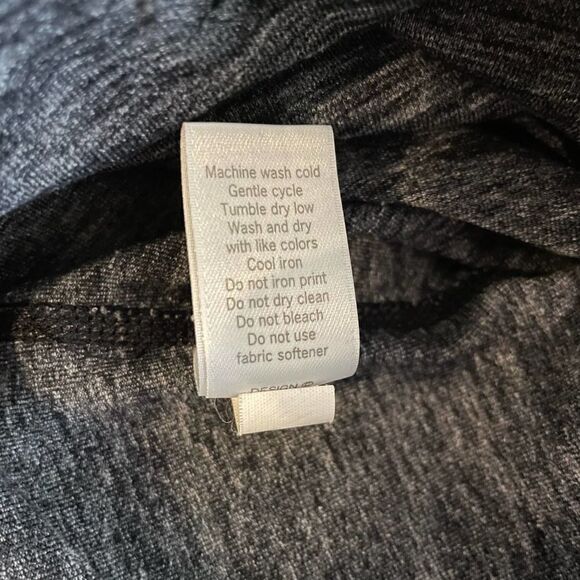 Machine wash cold
Gentle cycle
Tumble dry low
Wash and dry
with like colors
Cool iron
Do not iron print
Do not dry clean
Do not bleach
Do not use
fabric softener
DESIGN ®